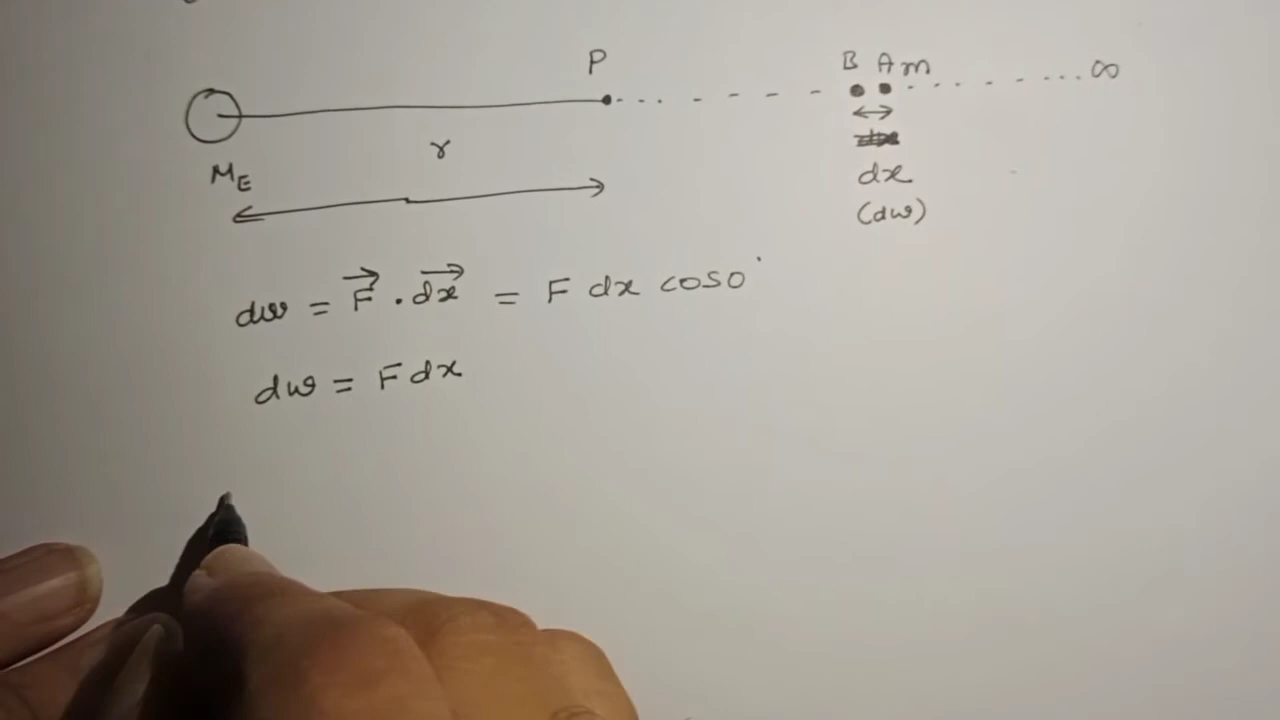 P B A m ∞
r
M_E
dx
(dw)
dw = F⃗ . dx⃗ = F dx cos0°
dw = F dx